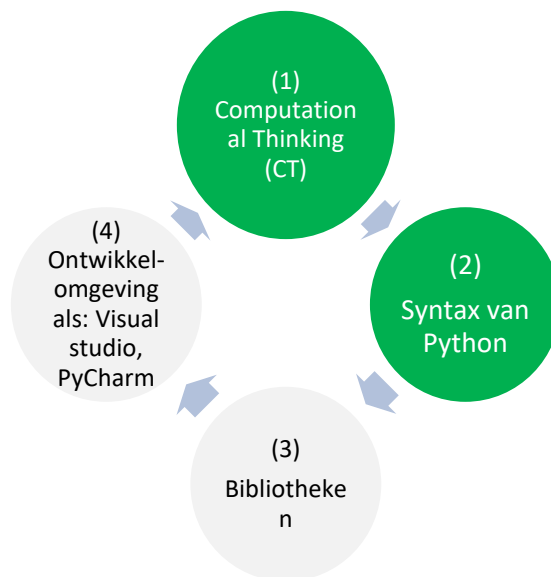 (1)
Computation
al Thinking
(CT)
(2)
Syntax van
Python
(3)
Bibliotheke
n
(4)
Ontwikkel-
omgeving
als: Visual
studio,
PyCharm